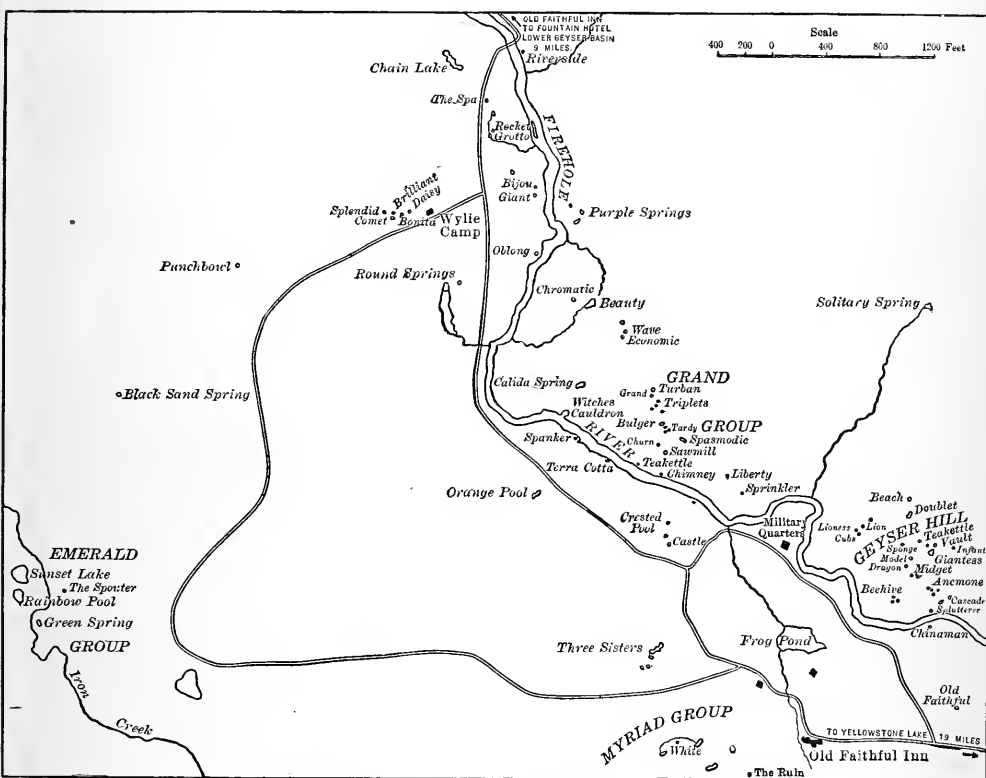 OLD FAITHFUL INN
TO FOUNTAIN HOTEL
LOWER GEYSER BASIN
9 MILES.
Scale
400 200 0 400 800 1200 Feet
Chain Lake
Riverside
The Spa
Rocket
Grotto
FIREHOLE
Bijou
Giant
Brilliant
Daisy
Splendid
Comet
Bonita
Wylie
Camp
Purple Springs
Oblong
Punchbowl
Round Springs
Chromatic
Beauty
Solitary Spring
Wave
Economic
Calida Spring
GRAND
Grand
Turban
Triplets
Black Sand Spring
Witches
Cauldron
Bulger
Tardy
GROUP
Spanker
RIVER
Churn
Spasmodic
Sawmill
Terra Cotta
Teakettle
Chimney
Liberty
Sprinkler
Orange Pool
Beach
Doublet
Crested
Pool
Castle
Military
Quarters
Lioness
Lion
Cubs
GEYSER HILL
Teakettle
Sponge
Vault
Infant
Model
Giantess
Dragon
Midget
EMERALD
Sunset Lake
The Spouter
Rainbow Pool
Beehive
Anemone
Cascade
Splutterer
Green Spring
GROUP
Chinaman
Three Sisters
Frog Pond
Iron
Creek
Old
Faithful
MYRIAD GROUP
White
TO YELLOWSTONE LAKE 19 MILES
Old Faithful Inn
The Ruin